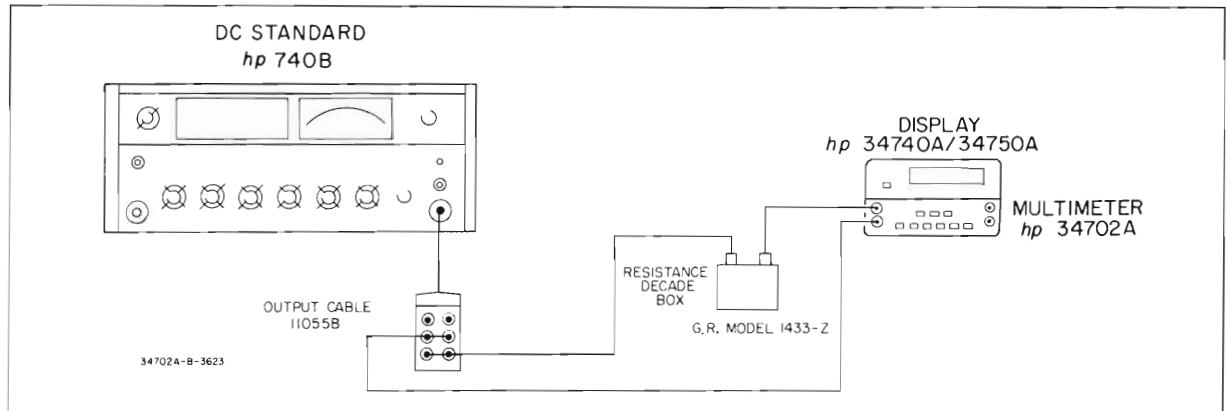 DC STANDARD
hp 740B
DISPLAY
hp 34740A/34750A
MULTIMETER
hp 34702A
RESISTANCE
DECADE
BOX
OUTPUT CABLE
11055B
G.R. MODEL 1433-Z
34702A-B-3623